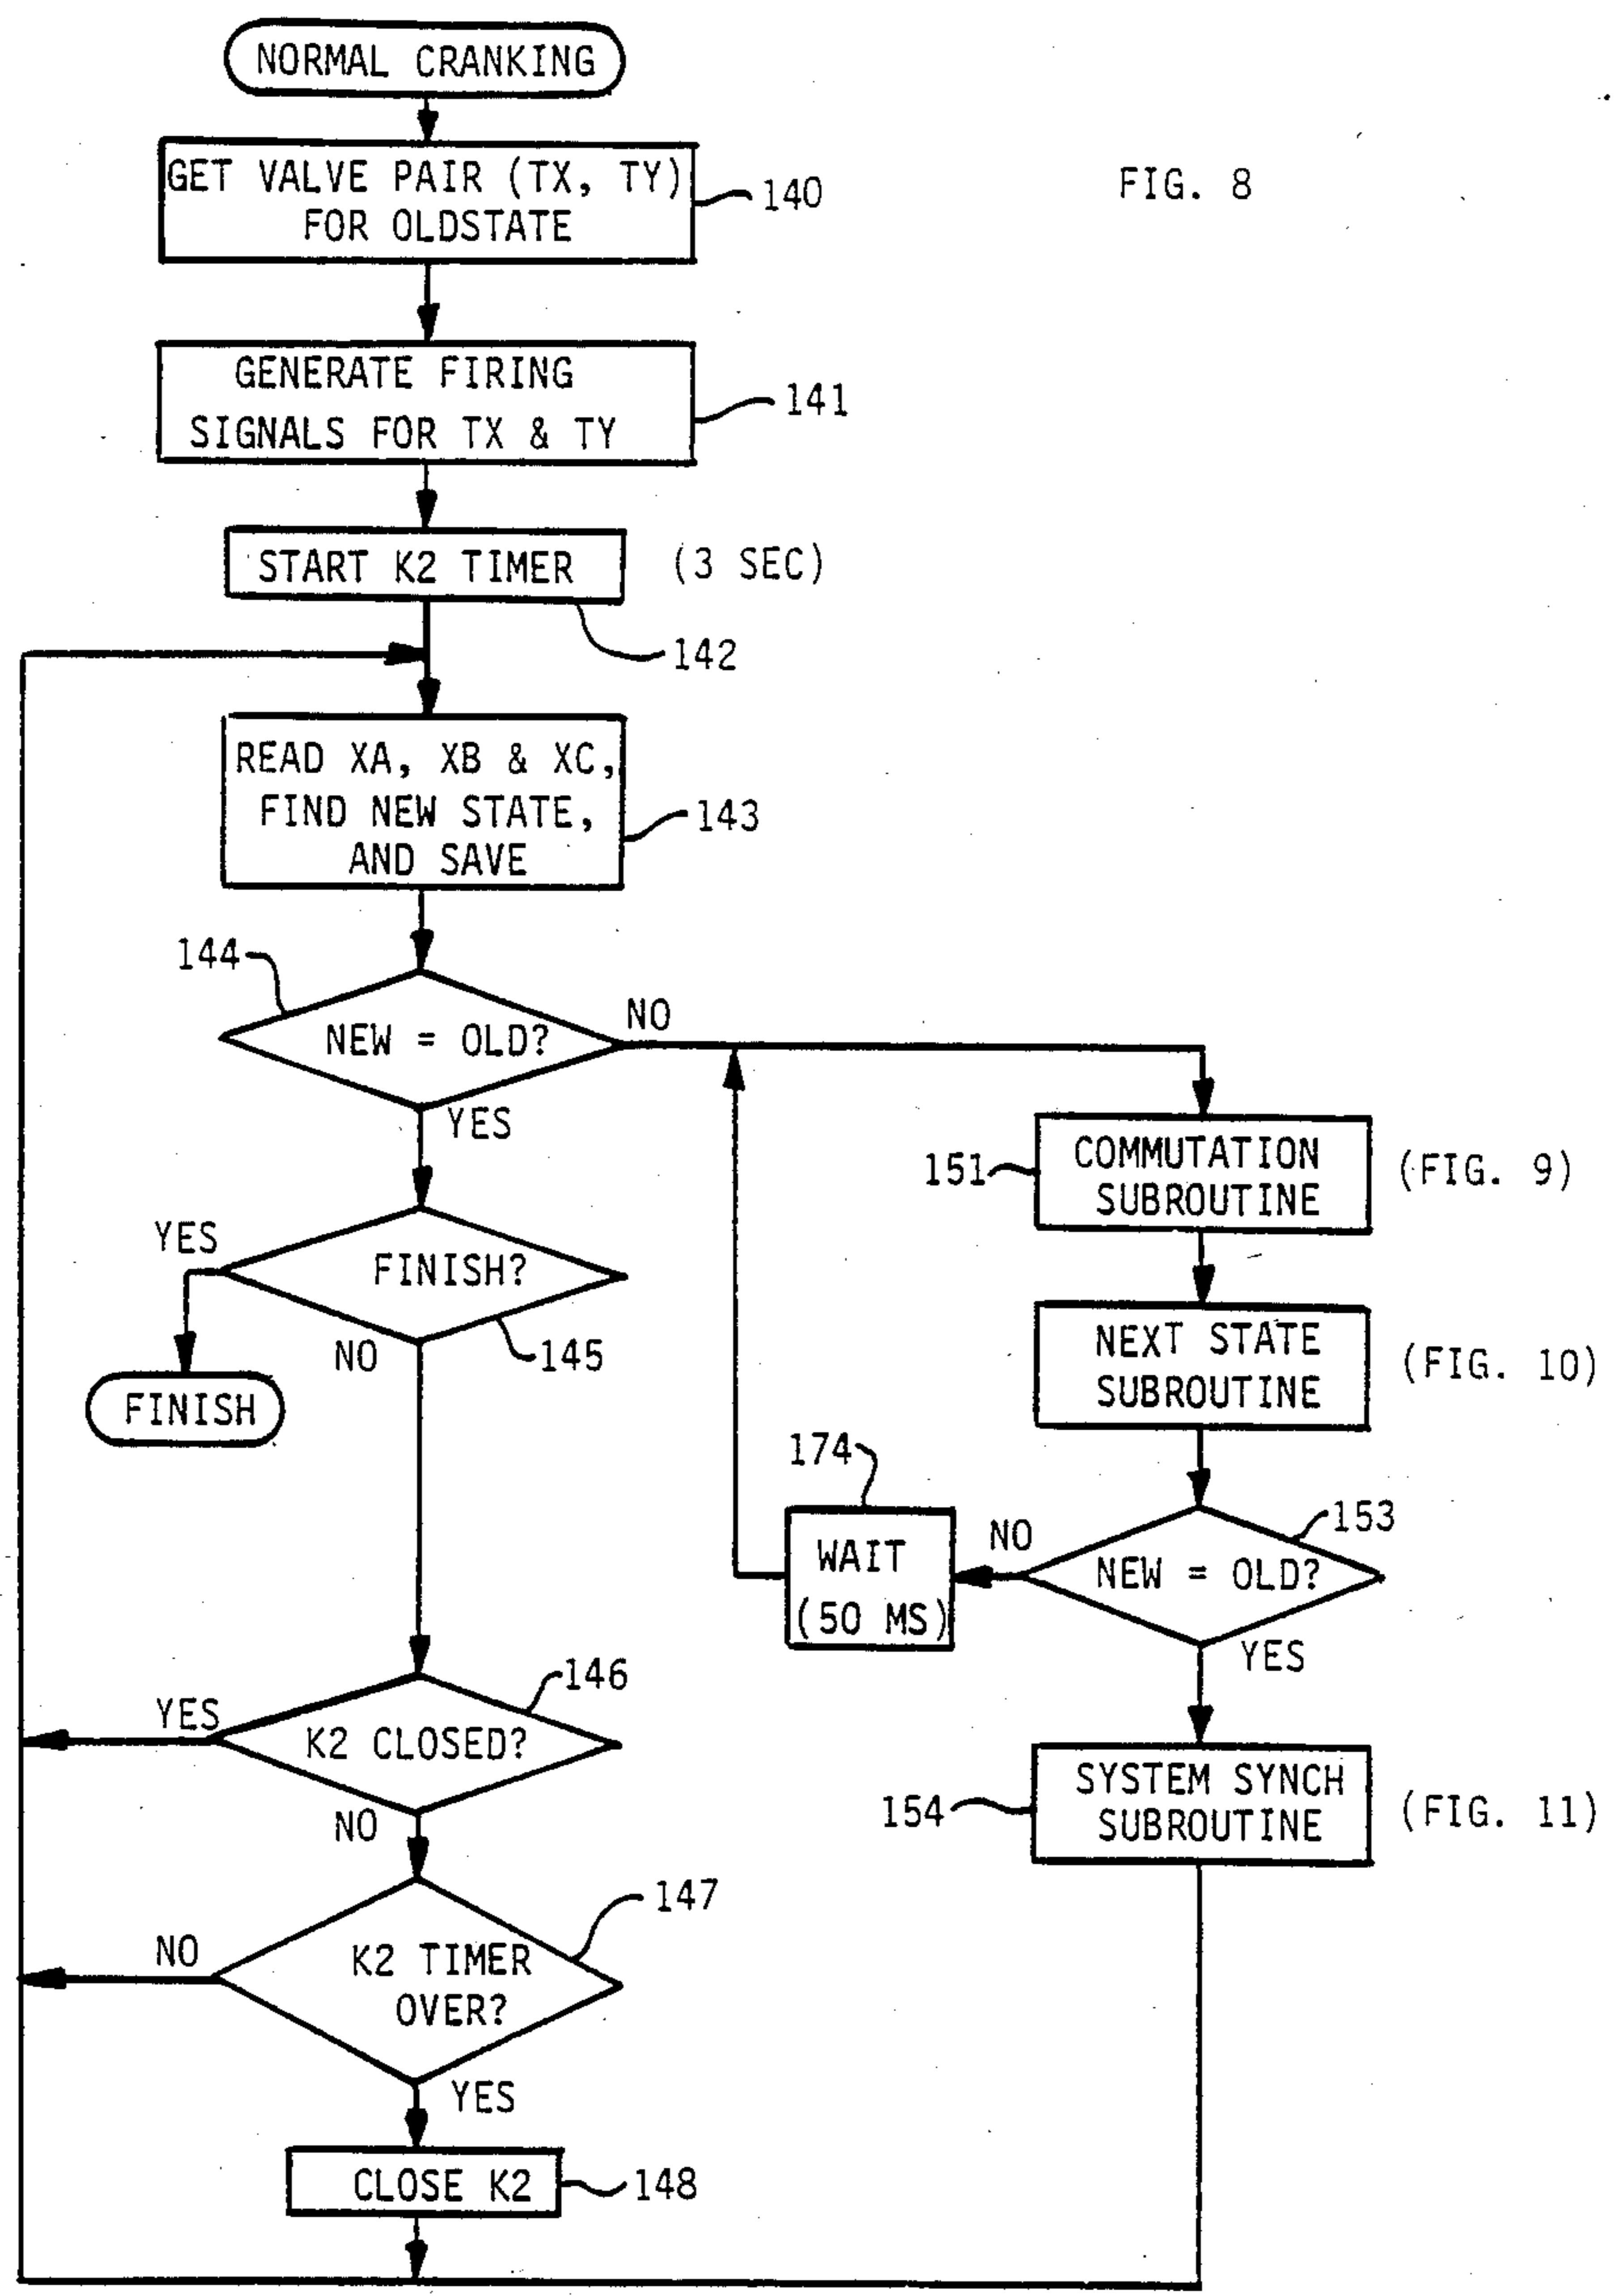 NORMAL CRANKING
GET VALVE PAIR (TX, TY)
FOR OLDSTATE
140
FIG. 8
GENERATE FIRING
SIGNALS FOR TX & TY
141
START K2 TIMER
(3 SEC)
142
READ XA, XB & XC,
FIND NEW STATE,
AND SAVE
143
144
NEW = OLD?
NO
YES
151
COMMUTATION
SUBROUTINE
(FIG. 9)
YES
FINISH?
NO
145
FINISH
NEXT STATE
SUBROUTINE
(FIG. 10)
174
WAIT
(50 MS)
NO
153
NEW = OLD?
YES
146
YES
K2 CLOSED?
NO
154
SYSTEM SYNCH
SUBROUTINE
(FIG. 11)
147
NO
K2 TIMER
OVER?
YES
CLOSE K2
148